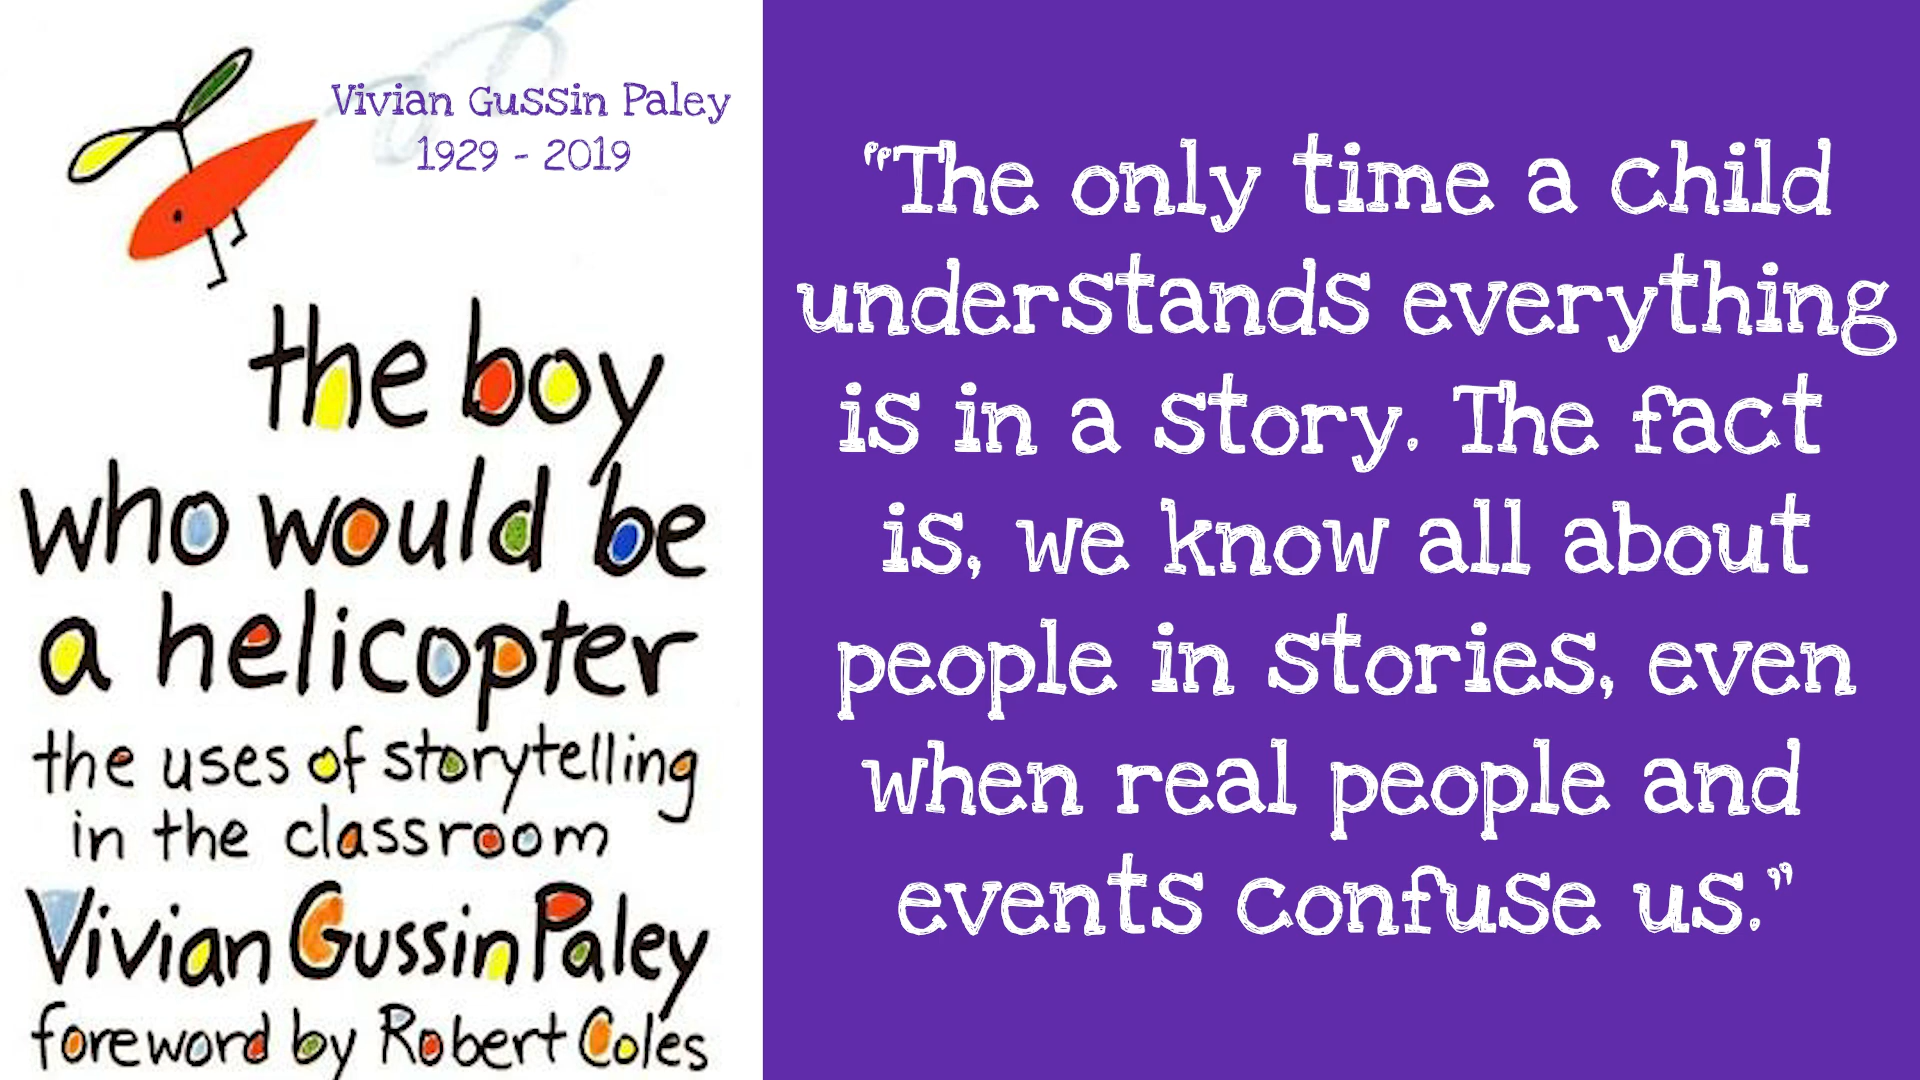 Vivian Gussin Paley
1929 - 2019
the boy
who would be
a helicopter
the uses of storytelling
in the classroom
Vivian Gussin Paley
foreword by Robert Coles
"The only time a child
understands everything
is in a story. The fact
is, we know all about
people in stories, even
when real people and
events confuse us."